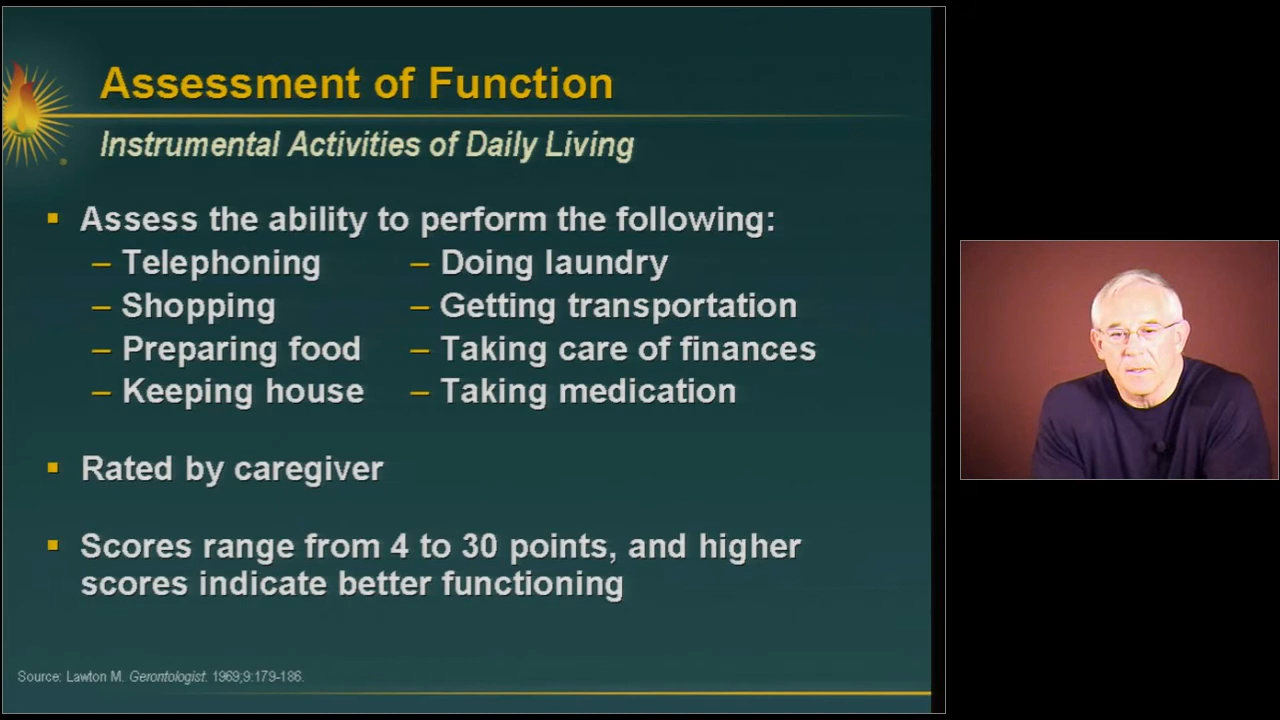 Assessment of Function
Instrumental Activities of Daily Living
▪ Assess the ability to perform the following:
– Telephoning
– Shopping
– Preparing food
– Keeping house
– Doing laundry
– Getting transportation
– Taking care of finances
– Taking medication
▪ Rated by caregiver
▪ Scores range from 4 to 30 points, and higher
scores indicate better functioning
Source: Lawton M. Gerontologist. 1969;9:179-186.